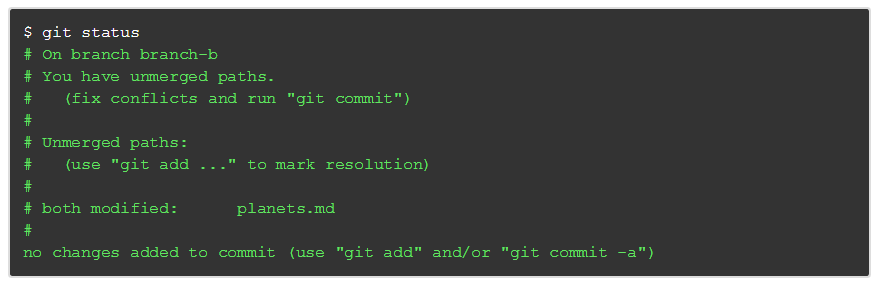 $ git status
# On branch branch-b
# You have unmerged paths.
#   (fix conflicts and run "git commit")
#
# Unmerged paths:
#   (use "git add ..." to mark resolution)
#
# both modified:      planets.md
#
no changes added to commit (use "git add" and/or "git commit -a")